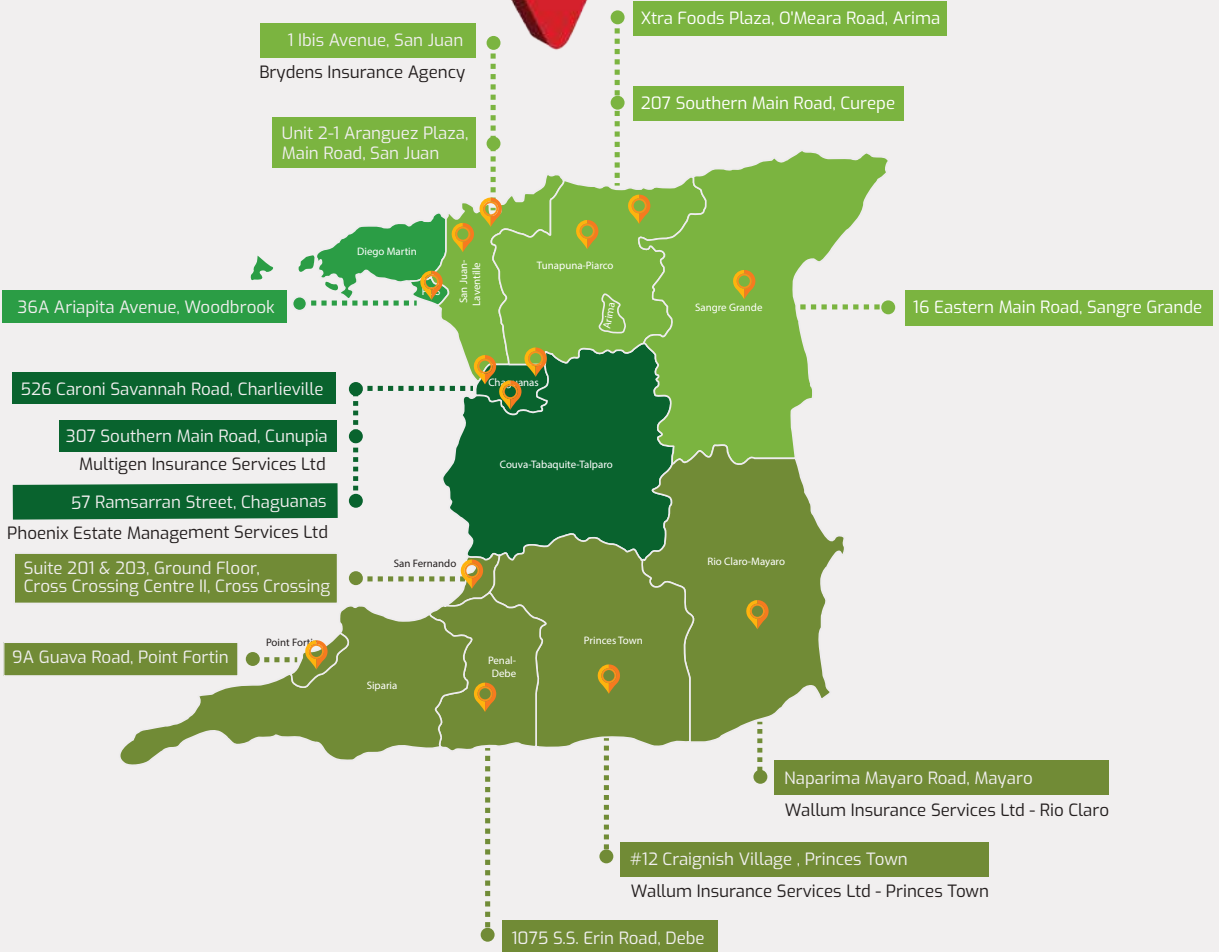 Xtra Foods Plaza, O'Meara Road, Arima
1 Ibis Avenue, San Juan
Brydens Insurance Agency
207 Southern Main Road, Curepe
Unit 2-1 Aranguez Plaza,
Main Road, San Juan
Diego Martin
San Juan-
Laventille
Tunapuna-Piarco
Arima
Sangre Grande
36A Ariapita Avenue, Woodbrook
16 Eastern Main Road, Sangre Grande
Chaguanas
526 Caroni Savannah Road, Charlieville
307 Southern Main Road, Cunupia
Multigen Insurance Services Ltd
Couva-Tabaquite-Talparo
57 Ramsarran Street, Chaguanas
Phoenix Estate Management Services Ltd
San Fernando
Suite 201 & 203, Ground Floor,
Cross Crossing Centre II, Cross Crossing
Rio Claro-Mayaro
Point Fortin
9A Guava Road, Point Fortin
Princes Town
Penal-
Debe
Siparia
Naparima Mayaro Road, Mayaro
Wallum Insurance Services Ltd - Rio Claro
#12 Craignish Village , Princes Town
Wallum Insurance Services Ltd - Princes Town
1075 S.S. Erin Road, Debe